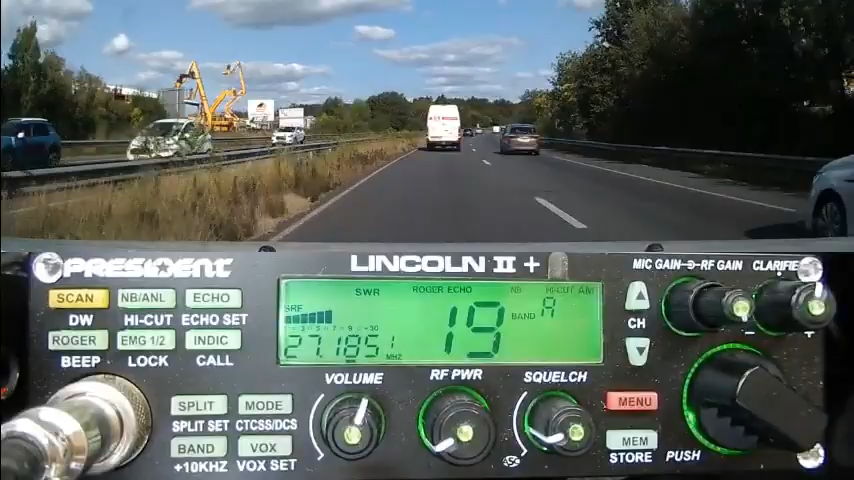 PRESIDENT
LINCOLN II +
MIC GAIN RF GAIN CLARIFIER
SCAN NB/ANL ECHO
DW HI-CUT ECHO SET
ROGER EMG 1/2 INDIC
BEEP LOCK CALL
SWR ROGER ECHO NB HI-CUT AM
SRF
27.1851 MHZ
19 BAND A
CH
VOLUME RF PWR SQUELCH
SPLIT MODE
SPLIT SET CTCSS/DCS
BAND VOX
+10KHZ VOX SET
MENU
MEM
STORE PUSH
ASC